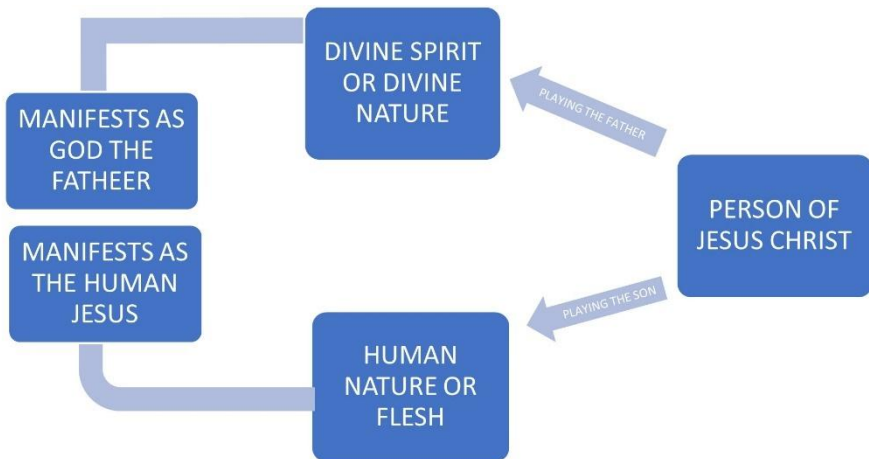 DIVINE SPIRIT
OR DIVINE
NATURE
PLAYING THE FATHER
MANIFESTS AS
GOD THE
FATHEER
PERSON OF
JESUS CHRIST
MANIFESTS AS
THE HUMAN
JESUS
PLAYING THE SON
HUMAN
NATURE OR
FLESH